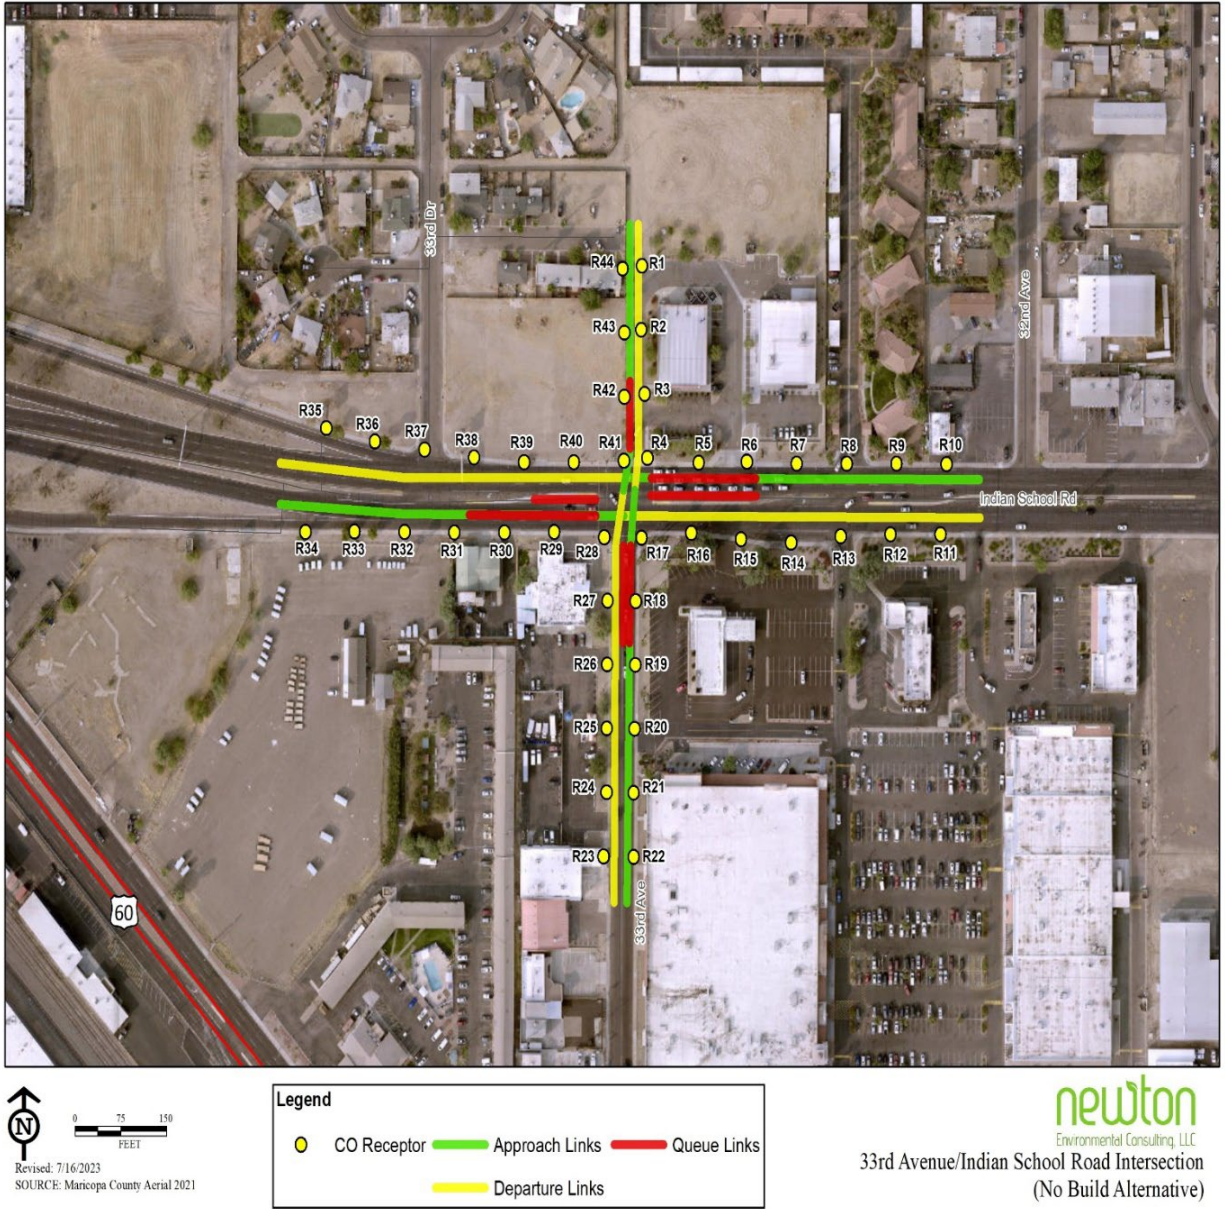 33rd Dr
32nd Ave
R44 R1
R43 R2
R42 R3
R35 R36 R37 R38 R39 R40 R41 R4 R5 R6 R7 R8 R9 R10
Indian School Rd
R34 R33 R32 R31 R30 R29 R28 R17 R16 R15 R14 R13 R12 R11
R27 R18
R26 R19
R25 R20
R24 R21
R23 R22
33rd Ave
60
N
0 75 150
FEET
Revised: 7/16/2023
SOURCE: Maricopa County Aerial 2021
Legend
CO Receptor Approach Links Queue Links
Departure Links
newton
Environmental Consulting, LLC
33rd Avenue/Indian School Road Intersection
(No Build Alternative)